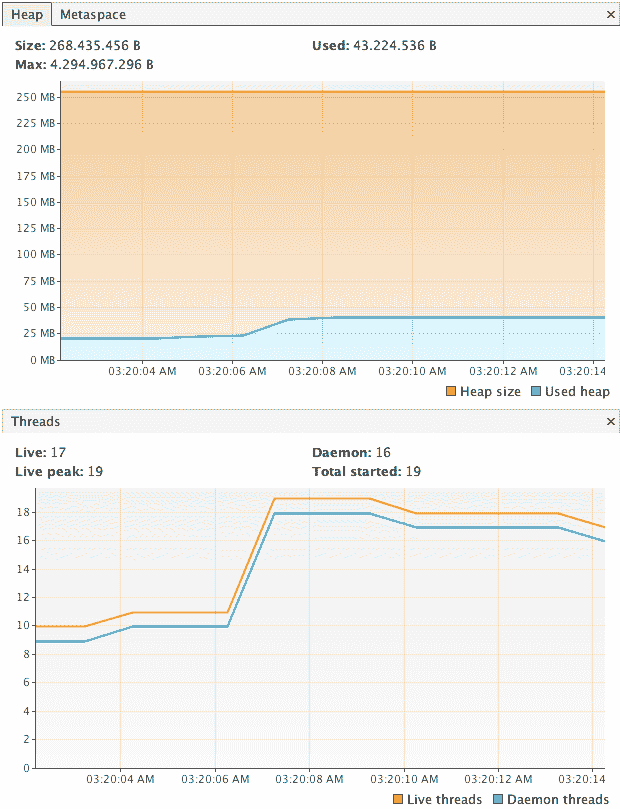 Heap Metaspace ×
Size: 268.435.456 B Used: 43.224.536 B
Max: 4.294.967.296 B
250 MB
225 MB
200 MB
175 MB
150 MB
125 MB
100 MB
75 MB
50 MB
25 MB
0 MB
03:20:04 AM 03:20:06 AM 03:20:08 AM 03:20:10 AM 03:20:12 AM 03:20:14
Heap size Used heap
Threads ×
Live: 17 Daemon: 16
Live peak: 19 Total started: 19
18
16
14
12
10
8
6
4
2
0
03:20:04 AM 03:20:06 AM 03:20:08 AM 03:20:10 AM 03:20:12 AM 03:20:14
Live threads Daemon threads